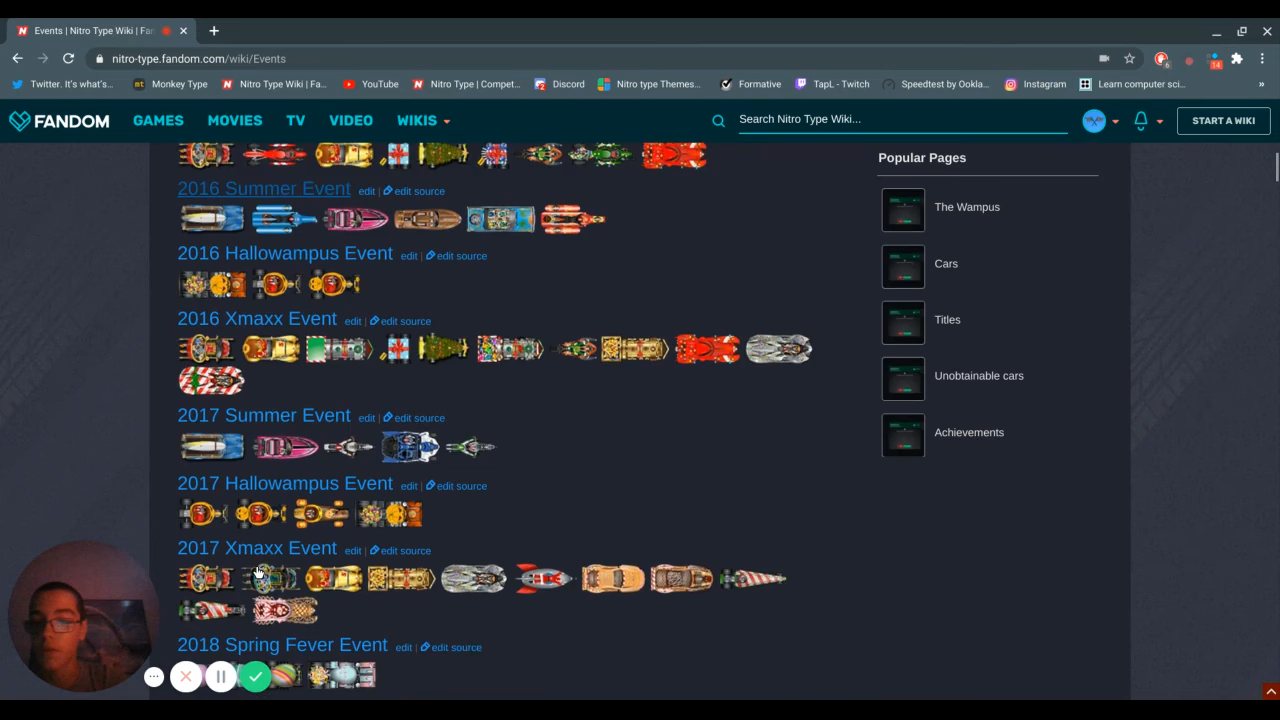 Events | Nitro Type Wiki | Fa
nitro-type.fandom.com/wiki/Events
Twitter. It's what's... Monkey Type Nitro Type Wiki | Fa... YouTube Nitro Type | Compet... Discord Nitro type Themes... Formative TapL - Twitch Speedtest by Ookla... Instagram Learn computer sci... »
FANDOM GAMES MOVIES TV VIDEO WIKIS Search Nitro Type Wiki... START A WIKI
Popular Pages
The Wampus
Cars
Titles
Unobtainable cars
Achievements
2016 Summer Event edit | edit source
2016 Hallowampus Event edit | edit source
2016 Xmaxx Event edit | edit source
2017 Summer Event edit | edit source
2017 Hallowampus Event edit | edit source
2017 Xmaxx Event edit | edit source
2018 Spring Fever Event edit | edit source